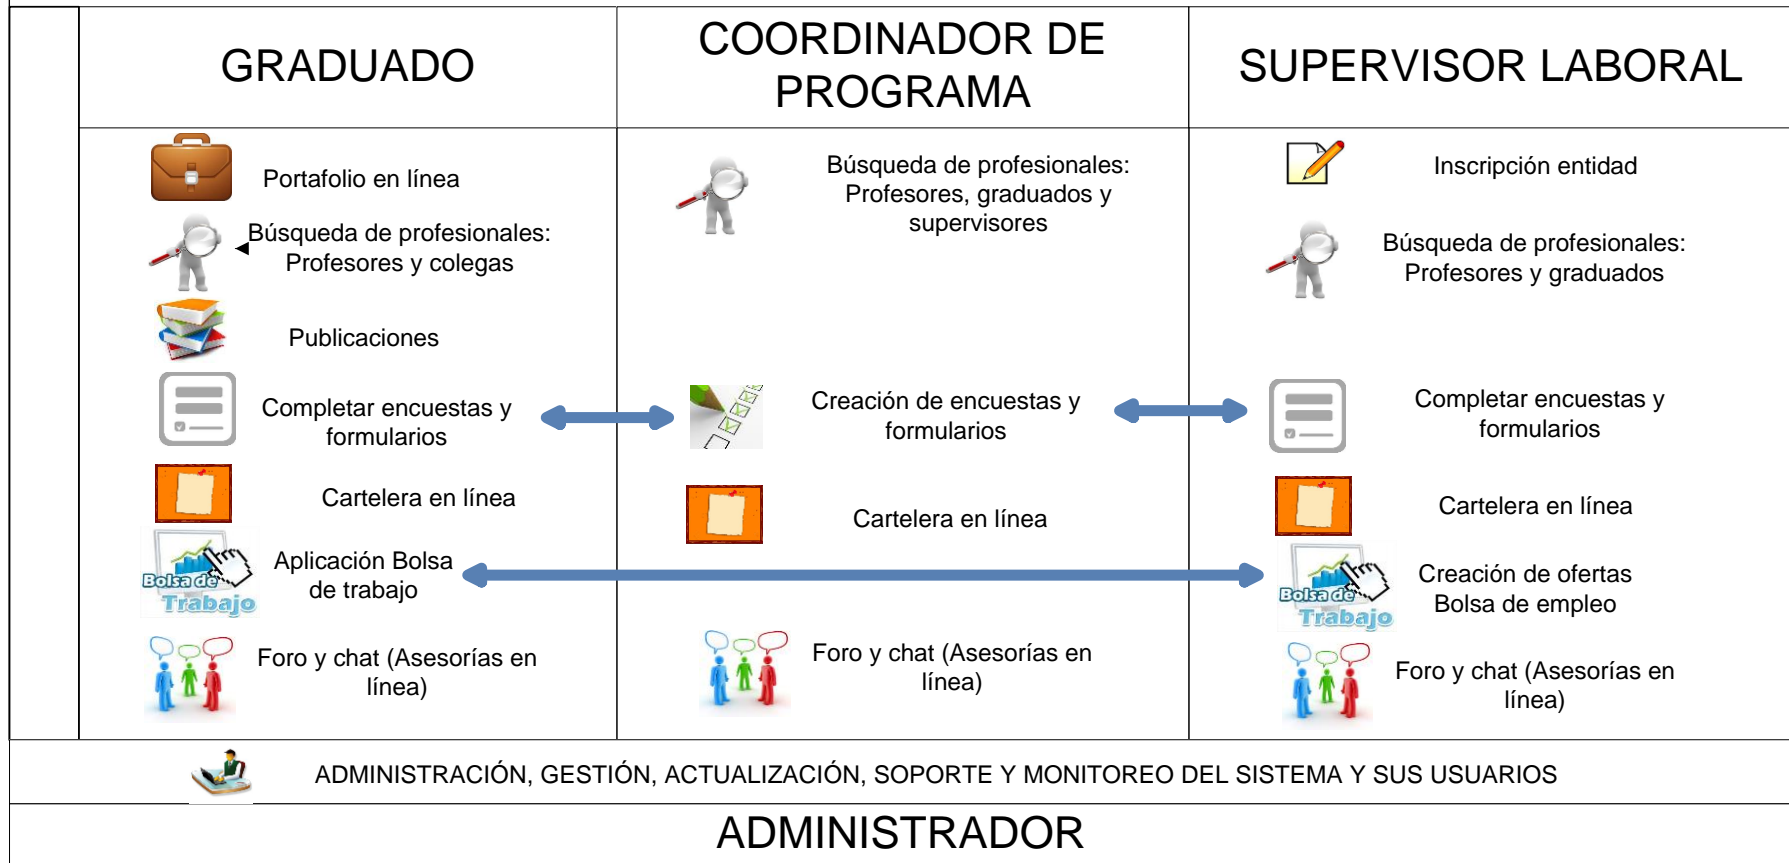 GRADUADO
COORDINADOR DE
PROGRAMA
SUPERVISOR LABORAL
Portafolio en línea
Búsqueda de profesionales:
Profesores y colegas
Publicaciones
Completar encuestas y
formularios
Cartelera en línea
Bolsa de
Trabajo
Aplicación Bolsa
de trabajo
Foro y chat (Asesorías en
línea)
Búsqueda de profesionales:
Profesores, graduados y
supervisores
Creación de encuestas y
formularios
Cartelera en línea
Foro y chat (Asesorías en
línea)
Inscripción entidad
Búsqueda de profesionales:
Profesores y graduados
Completar encuestas y
formularios
Cartelera en línea
Bolsa de
Trabajo
Creación de ofertas
Bolsa de empleo
Foro y chat (Asesorías en
línea)
ADMINISTRACIÓN, GESTIÓN, ACTUALIZACIÓN, SOPORTE Y MONITOREO DEL SISTEMA Y SUS USUARIOS
ADMINISTRADOR